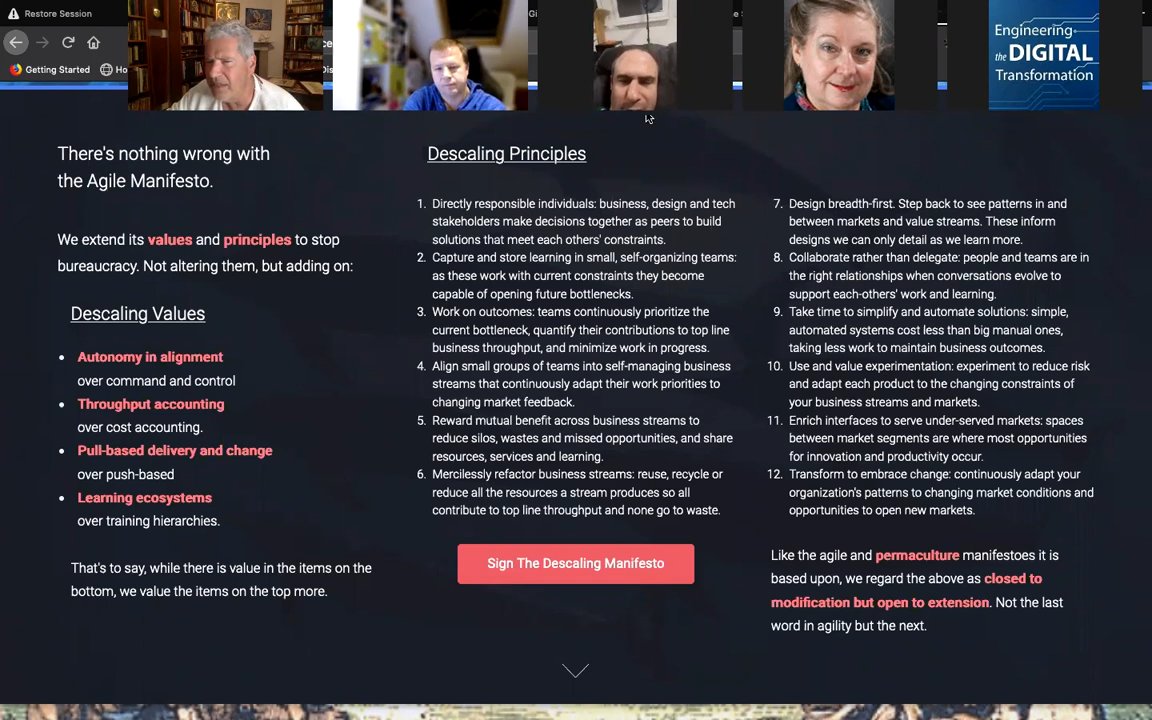 Restore Session
Getting Started
Ho
Engineering
the DIGITAL
Transformation
There's nothing wrong with
the Agile Manifesto.
We extend its values and principles to stop
bureaucracy. Not altering them, but adding on:
Descaling Values
• Autonomy in alignment
over command and control
• Throughput accounting
over cost accounting.
• Pull-based delivery and change
over push-based
• Learning ecosystems
over training hierarchies.
That's to say, while there is value in the items on the
bottom, we value the items on the top more.
Descaling Principles
1. Directly responsible individuals: business, design and tech
stakeholders make decisions together as peers to build
solutions that meet each others' constraints.
2. Capture and store learning in small, self-organizing teams:
as these work with current constraints they become
capable of opening future bottlenecks.
3. Work on outcomes: teams continuously prioritize the
current bottleneck, quantify their contributions to top line
business throughput, and minimize work in progress.
4. Align small groups of teams into self-managing business
streams that continuously adapt their work priorities to
changing market feedback.
5. Reward mutual benefit across business streams to
reduce silos, wastes and missed opportunities, and share
resources, services and learning.
6. Mercilessly refactor business streams: reuse, recycle or
reduce all the resources a stream produces so all
contribute to top line throughput and none go to waste.
Sign The Descaling Manifesto
7. Design breadth-first. Step back to see patterns in and
between markets and value streams. These inform
designs we can only detail as we learn more.
8. Collaborate rather than delegate: people and teams are in
the right relationships when conversations evolve to
support each-others' work and learning.
9. Take time to simplify and automate solutions: simple,
automated systems cost less than big manual ones,
taking less work to maintain business outcomes.
10. Use and value experimentation: experiment to reduce risk
and adapt each product to the changing constraints of
your business streams and markets.
11. Enrich interfaces to serve under-served markets: spaces
between market segments are where most opportunities
for innovation and productivity occur.
12. Transform to embrace change: continuously adapt your
organization's patterns to changing market conditions and
opportunities to open new markets.
Like the agile and permaculture manifestoes it is
based upon, we regard the above as closed to
modification but open to extension. Not the last
word in agility but the next.